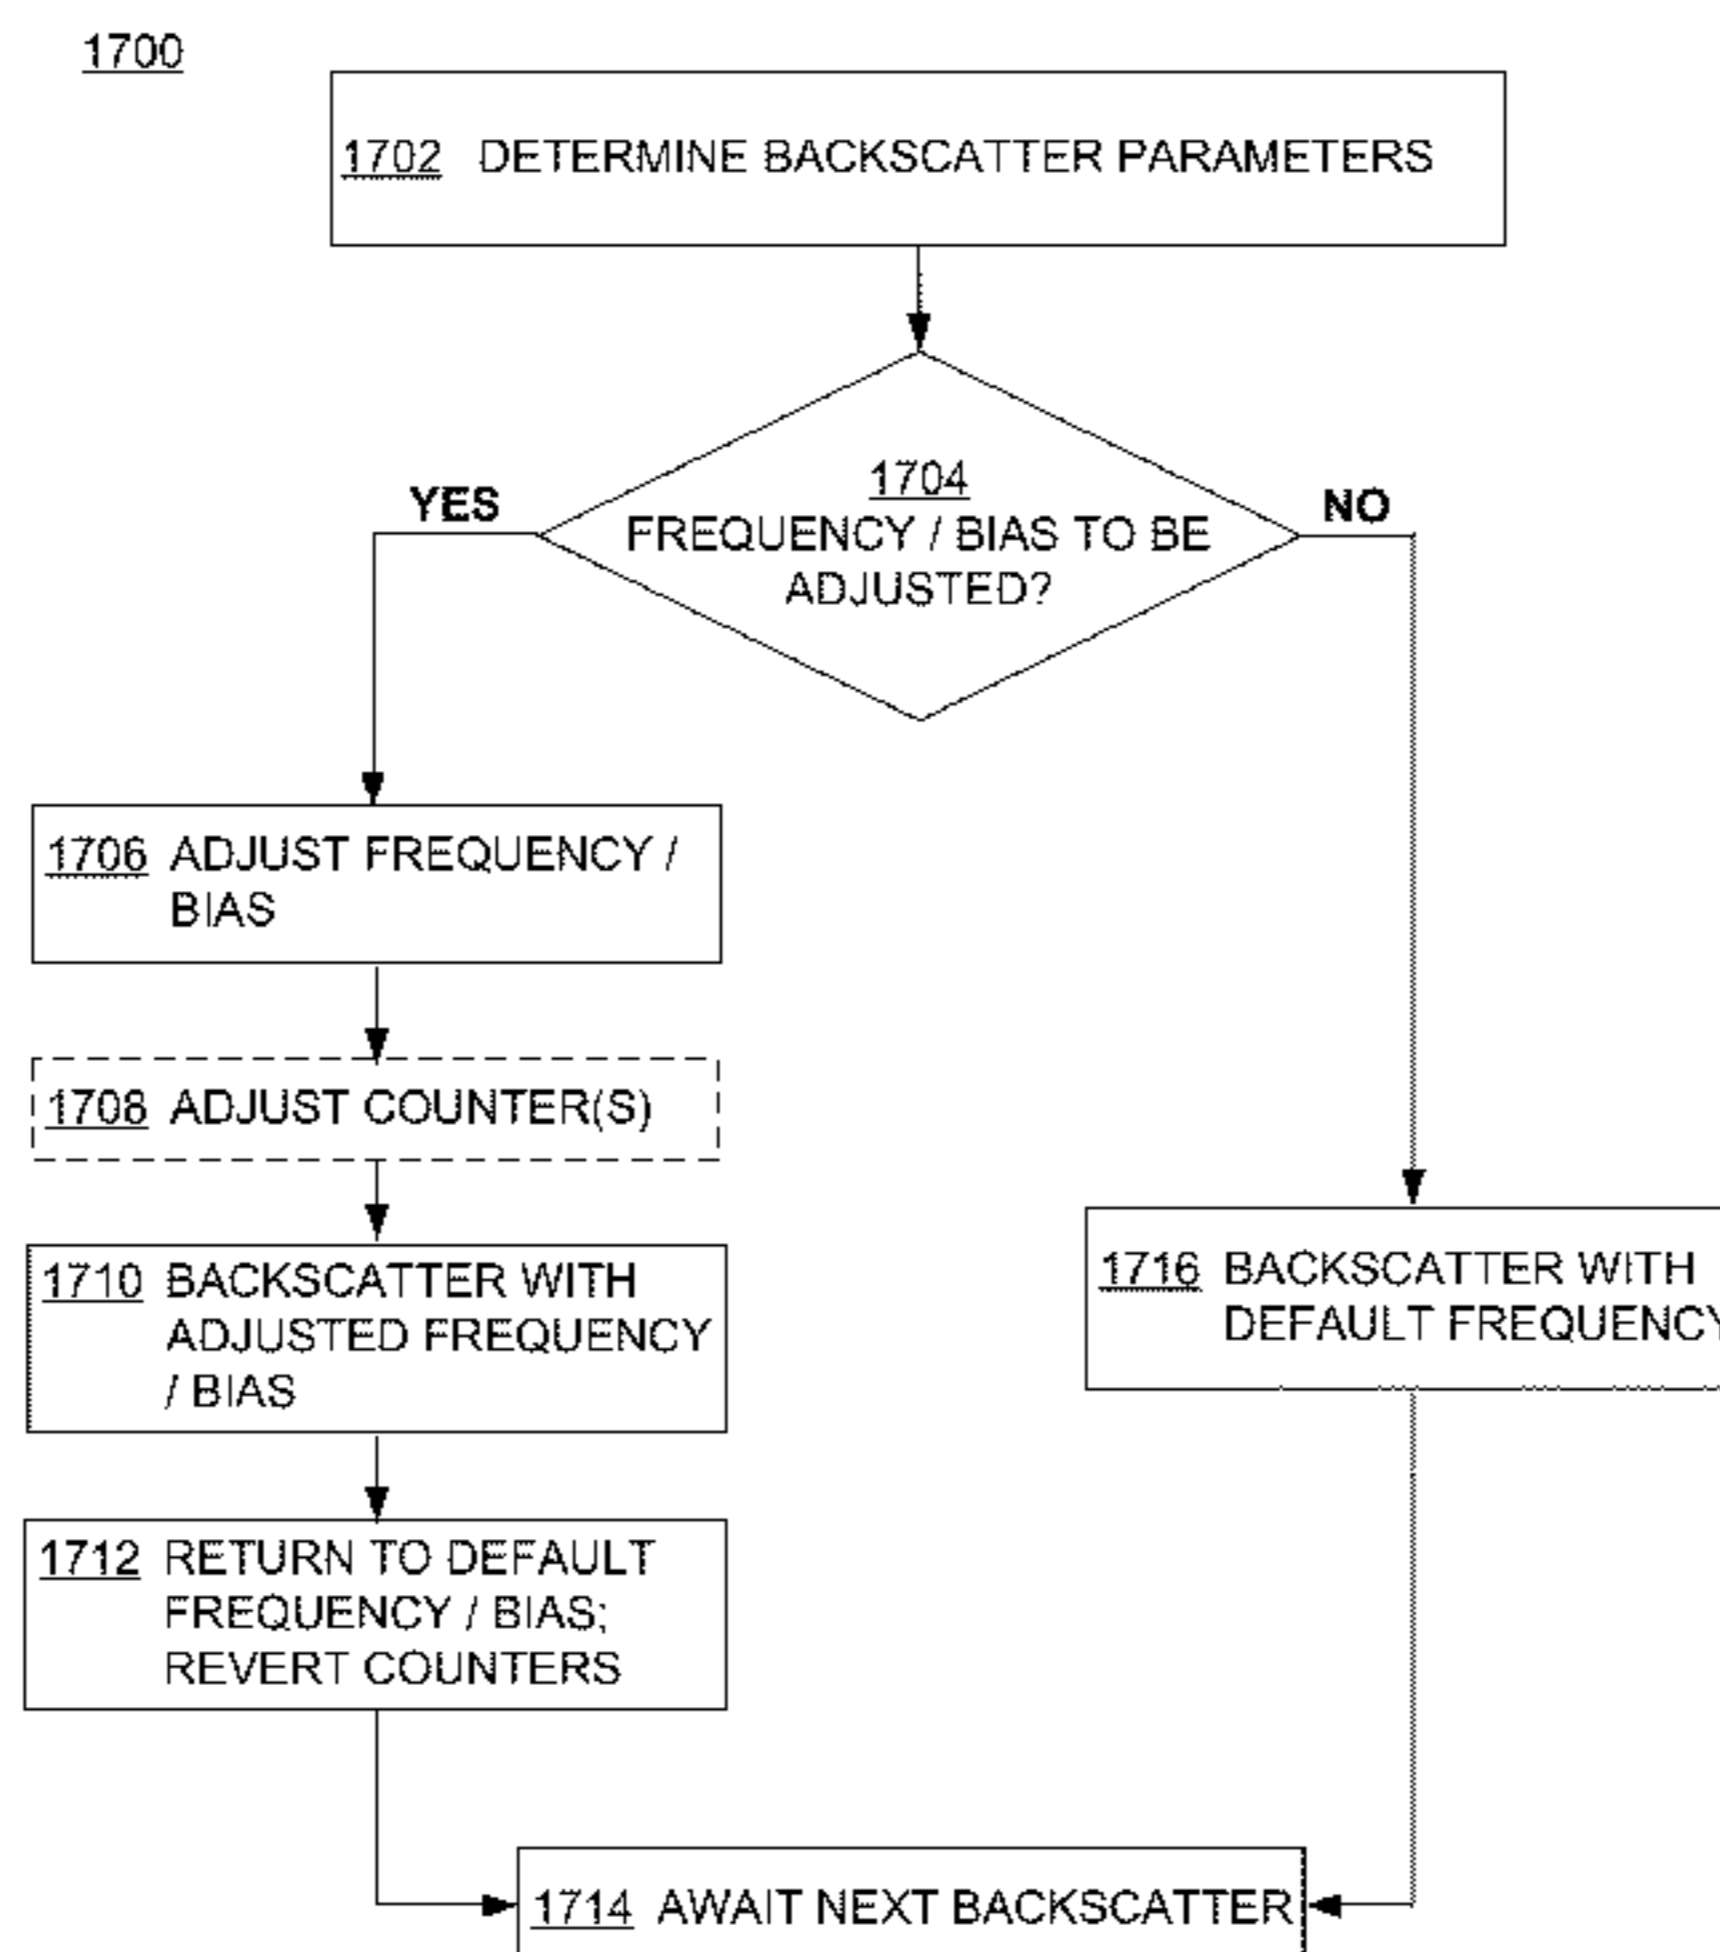 1700
1702 DETERMINE BACKSCATTER PARAMETERS
1704
FREQUENCY / BIAS TO BE
ADJUSTED?
YES
NO
1706 ADJUST FREQUENCY /
BIAS
1708 ADJUST COUNTER(S)
1710 BACKSCATTER WITH
ADJUSTED FREQUENCY
/ BIAS
1716 BACKSCATTER WITH
DEFAULT FREQUENCY
1712 RETURN TO DEFAULT
FREQUENCY / BIAS;
REVERT COUNTERS
1714 AWAIT NEXT BACKSCATTER